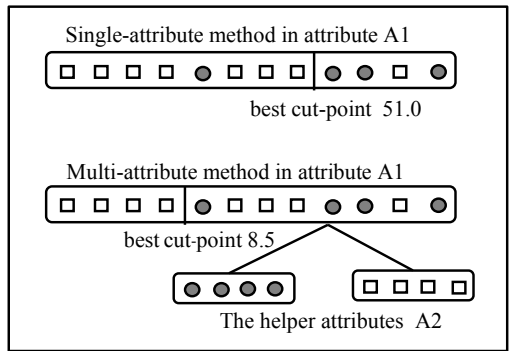 Single-attribute method in attribute A1
best cut-point 51.0
Multi-attribute method in attribute A1
best cut-point 8.5
The helper attributes A2